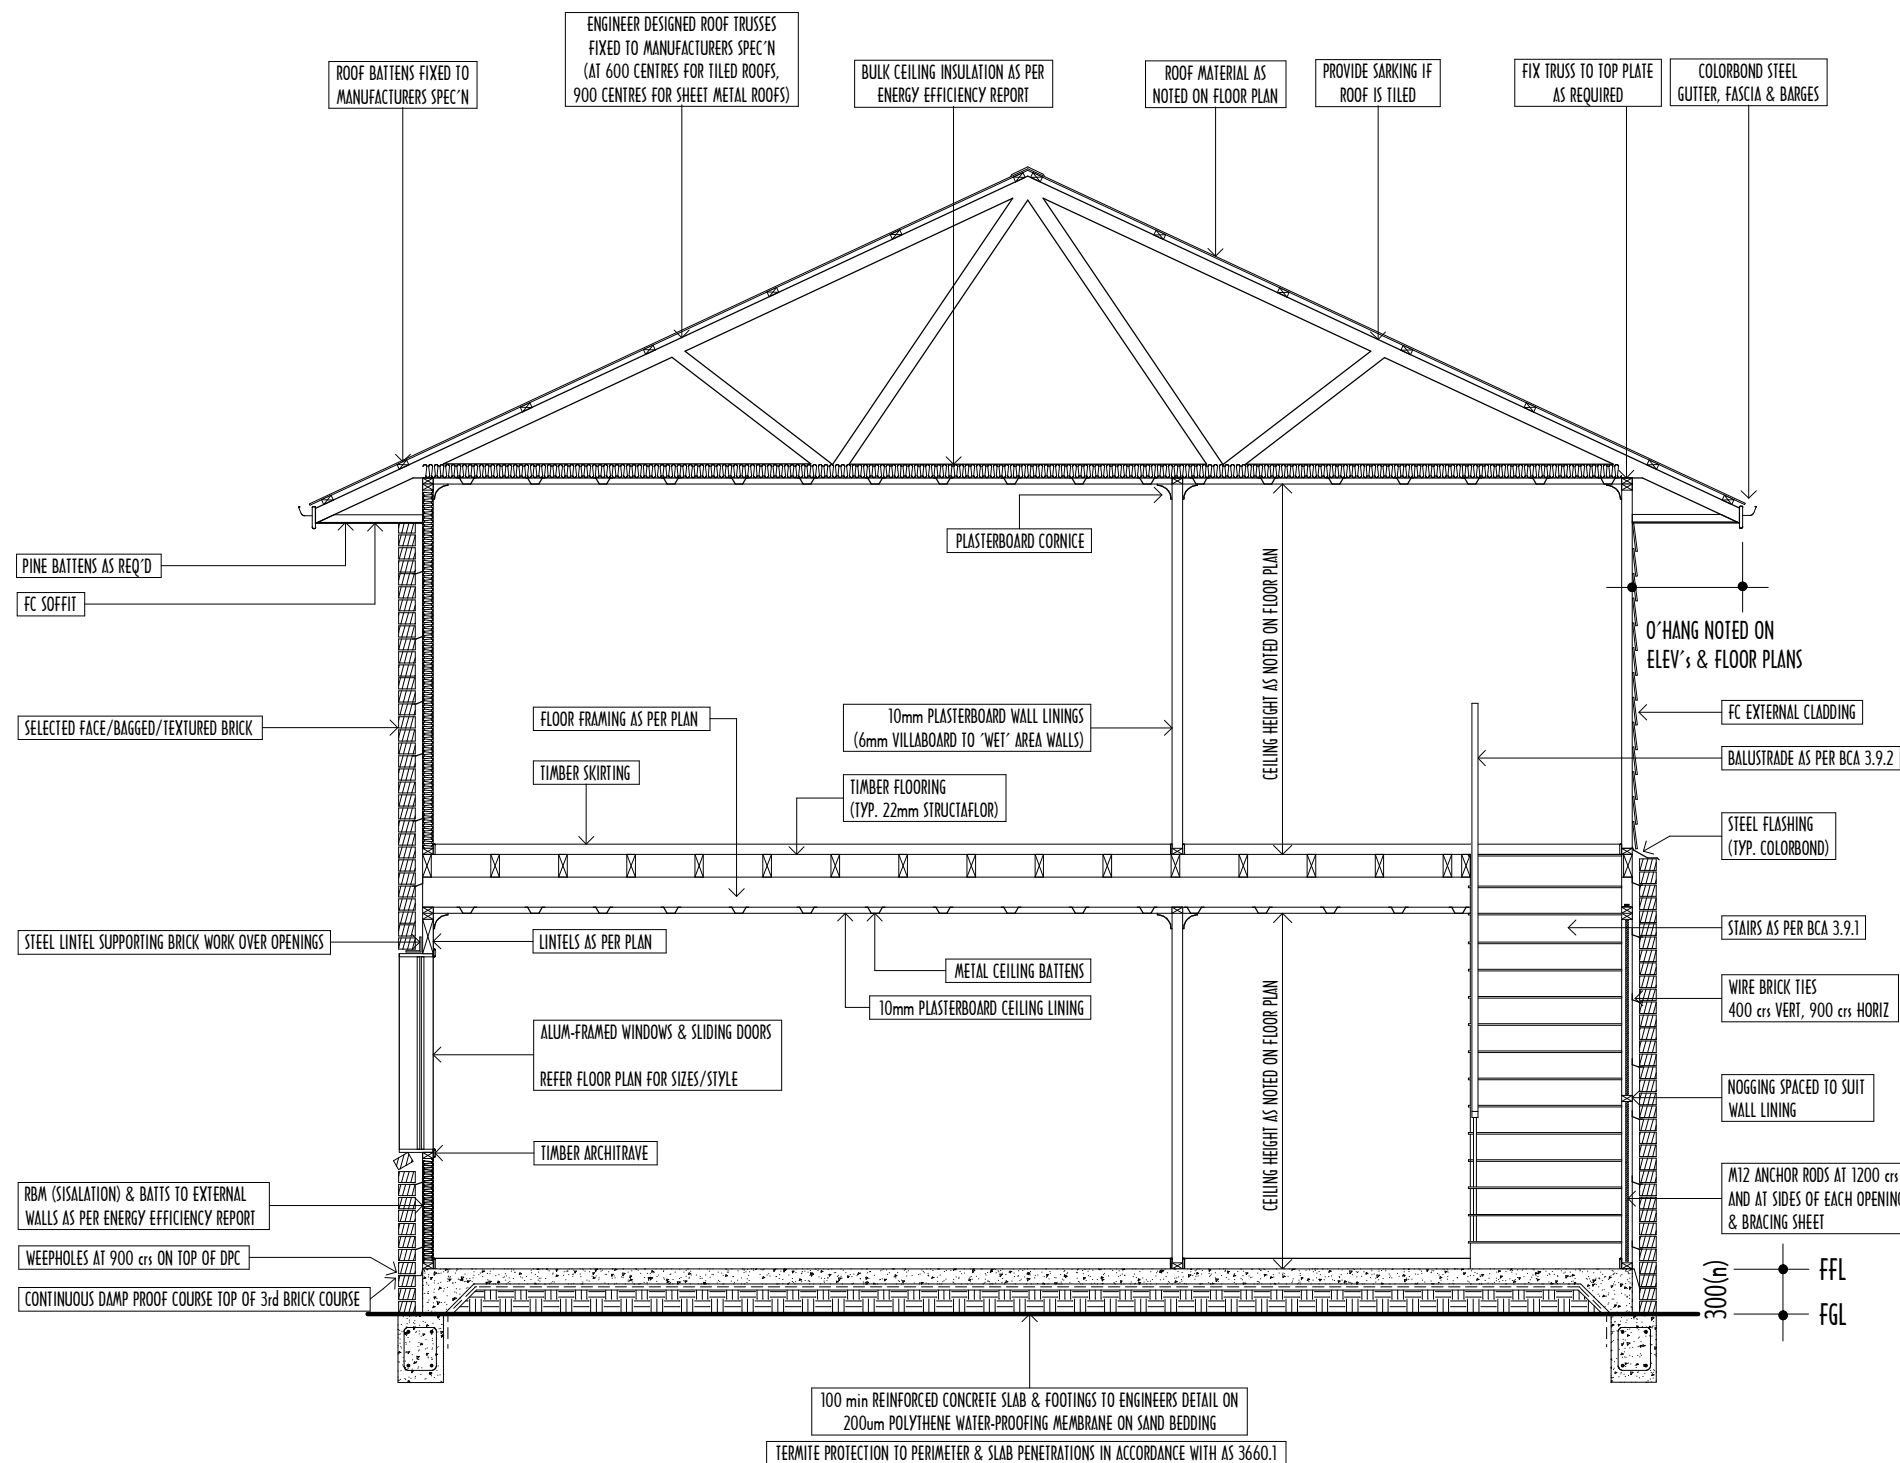 ENGINEER DESIGNED ROOF TRUSSES
FIXED TO MANUFACTURERS SPEC'N
(AT 600 CENTRES FOR TILED ROOFS,
900 CENTRES FOR SHEET METAL ROOFS)
ROOF BATTENS FIXED TO
MANUFACTURERS SPEC'N
BULK CEILING INSULATION AS PER
ENERGY EFFICIENCY REPORT
ROOF MATERIAL AS
NOTED ON FLOOR PLAN
PROVIDE SARKING IF
ROOF IS TILED
FIX TRUSS TO TOP PLATE
AS REQUIRED
COLORBOND STEEL
GUTTER, FASCIA & BARGES
PLASTERBOARD CORNICE
PINE BATTENS AS REQ'D
FC SOFFIT
CEILING HEIGHT AS NOTED ON FLOOR PLAN
O'HANG NOTED ON
ELEV's & FLOOR PLANS
SELECTED FACE/BAGGED/TEXTURED BRICK
FLOOR FRAMING AS PER PLAN
10mm PLASTERBOARD WALL LININGS
(6mm VILLABOARD TO 'WET' AREA WALLS)
FC EXTERNAL CLADDING
BALUSTRADE AS PER BCA 3.9.2
TIMBER SKIRTING
TIMBER FLOORING
(TYP. 22mm STRUCTAFLOR)
STEEL FLASHING
(TYP. COLORBOND)
STEEL LINTEL SUPPORTING BRICK WORK OVER OPENINGS
LINTELS AS PER PLAN
STAIRS AS PER BCA 3.9.1
METAL CEILING BATTENS
10mm PLASTERBOARD CEILING LINING
WIRE BRICK TIES
400 crs VERT, 900 crs HORIZ
CEILING HEIGHT AS NOTED ON FLOOR PLAN
ALUM-FRAMED WINDOWS & SLIDING DOORS
REFER FLOOR PLAN FOR SIZES/STYLE
NOGGING SPACED TO SUIT
WALL LINING
TIMBER ARCHITRAVE
RBM (SISALATION) & BATTS TO EXTERNAL
WALLS AS PER ENERGY EFFICIENCY REPORT
M12 ANCHOR RODS AT 1200 crs
AND AT SIDES OF EACH OPENING
& BRACING SHEET
WEEPHOLES AT 900 crs ON TOP OF DPC
CONTINUOUS DAMP PROOF COURSE TOP OF 3rd BRICK COURSE
300(n)
FFL
FGL
100 min REINFORCED CONCRETE SLAB & FOOTINGS TO ENGINEERS DETAIL ON
200um POLYTHENE WATER-PROOFING MEMBRANE ON SAND BEDDING
TERMITE PROTECTION TO PERIMETER & SLAB PENETRATIONS IN ACCORDANCE WITH AS 3660.1